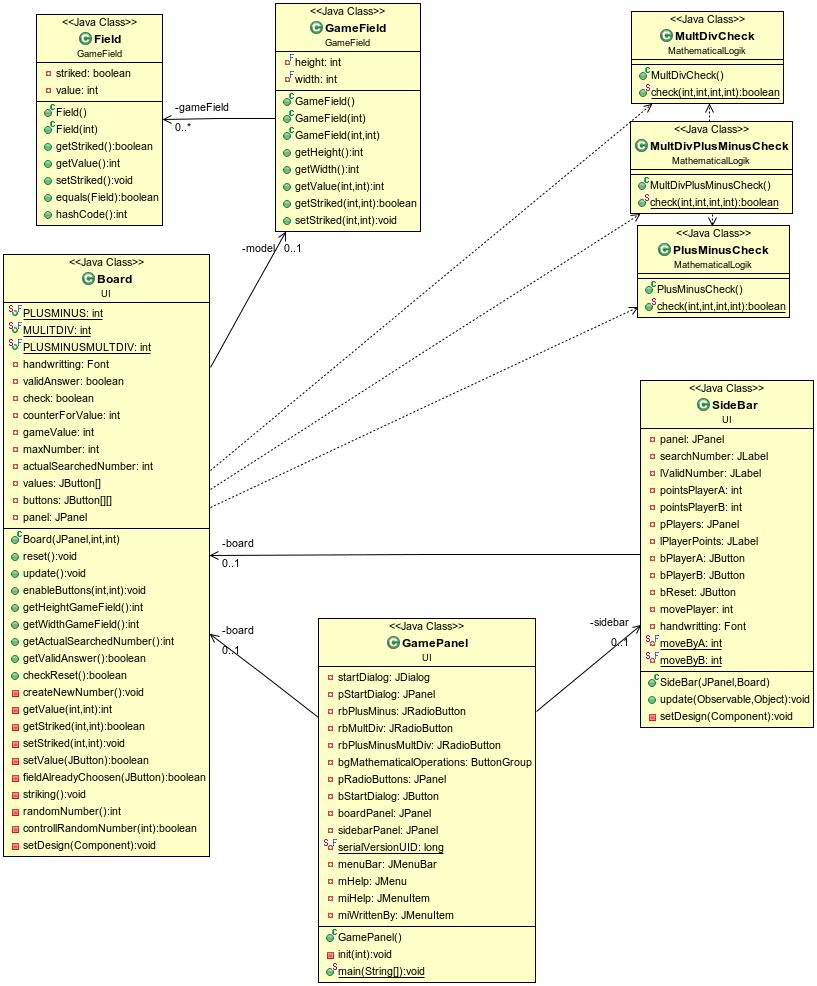 <<Java Class>>
Field
GameField
striked: boolean
value: int
Field()
Field(int)
getStriked():boolean
getValue():int
setStriked():void
equals(Field):boolean
hashCode():int
-gameField
0..*
<<Java Class>>
GameField
GameField
height: int
width: int
GameField()
GameField(int)
GameField(int,int)
getHeight():int
getWidth():int
getValue(int,int):int
getStriked(int,int):boolean
setStriked(int,int):void
<<Java Class>>
MultDivCheck
MathematicalLogik
MultDivCheck()
check(int,int,int,int):boolean
<<Java Class>>
MultDivPlusMinusCheck
MathematicalLogik
MultDivPlusMinusCheck()
check(int,int,int,int):boolean
<<Java Class>>
PlusMinusCheck
MathematicalLogik
PlusMinusCheck()
check(int,int,int,int):boolean
-model
0..1
<<Java Class>>
Board
UI
PLUSMINUS: int
MULITDIV: int
PLUSMINUSMULTDIV: int
handwritting: Font
validAnswer: boolean
check: boolean
counterForValue: int
gameValue: int
maxNumber: int
actualSearchedNumber: int
values: JButton[]
buttons: JButton[][]
panel: JPanel
Board(JPanel,int,int)
reset():void
update():void
enableButtons(int,int):void
getHeightGameField():int
getWidthGameField():int
getActualSearchedNumber():int
getValidAnswer():boolean
checkReset():boolean
createNewNumber():void
getValue(int,int):int
getStriked(int,int):boolean
setStriked(int,int):void
setValue(JButton):boolean
fieldAlreadyChoosen(JButton):boolean
striking():void
randomNumber():int
controllRandomNumber(int):boolean
setDesign(Component):void
-board
0..1
-board
0..1
<<Java Class>>
GamePanel
UI
startDialog: JDialog
pStartDialog: JPanel
rbPlusMinus: JRadioButton
rbMultDiv: JRadioButton
rbPlusMinusMultDiv: JRadioButton
bgMathematicalOperations: ButtonGroup
pRadioButtons: JPanel
bStartDialog: JButton
boardPanel: JPanel
sidebarPanel: JPanel
serialVersionUID: long
menuBar: JMenuBar
mHelp: JMenu
miHelp: JMenuItem
miWrittenBy: JMenuItem
GamePanel()
init(int):void
main(String[]):void
-sidebar
0..1
<<Java Class>>
SideBar
UI
panel: JPanel
searchNumber: JLabel
lValidNumber: JLabel
pointsPlayerA: int
pointsPlayerB: int
pPlayers: JPanel
lPlayerPoints: JLabel
bPlayerA: JButton
bPlayerB: JButton
bReset: JButton
movePlayer: int
handwritting: Font
moveByA: int
moveByB: int
SideBar(JPanel,Board)
update(Observable,Object):void
setDesign(Component):void